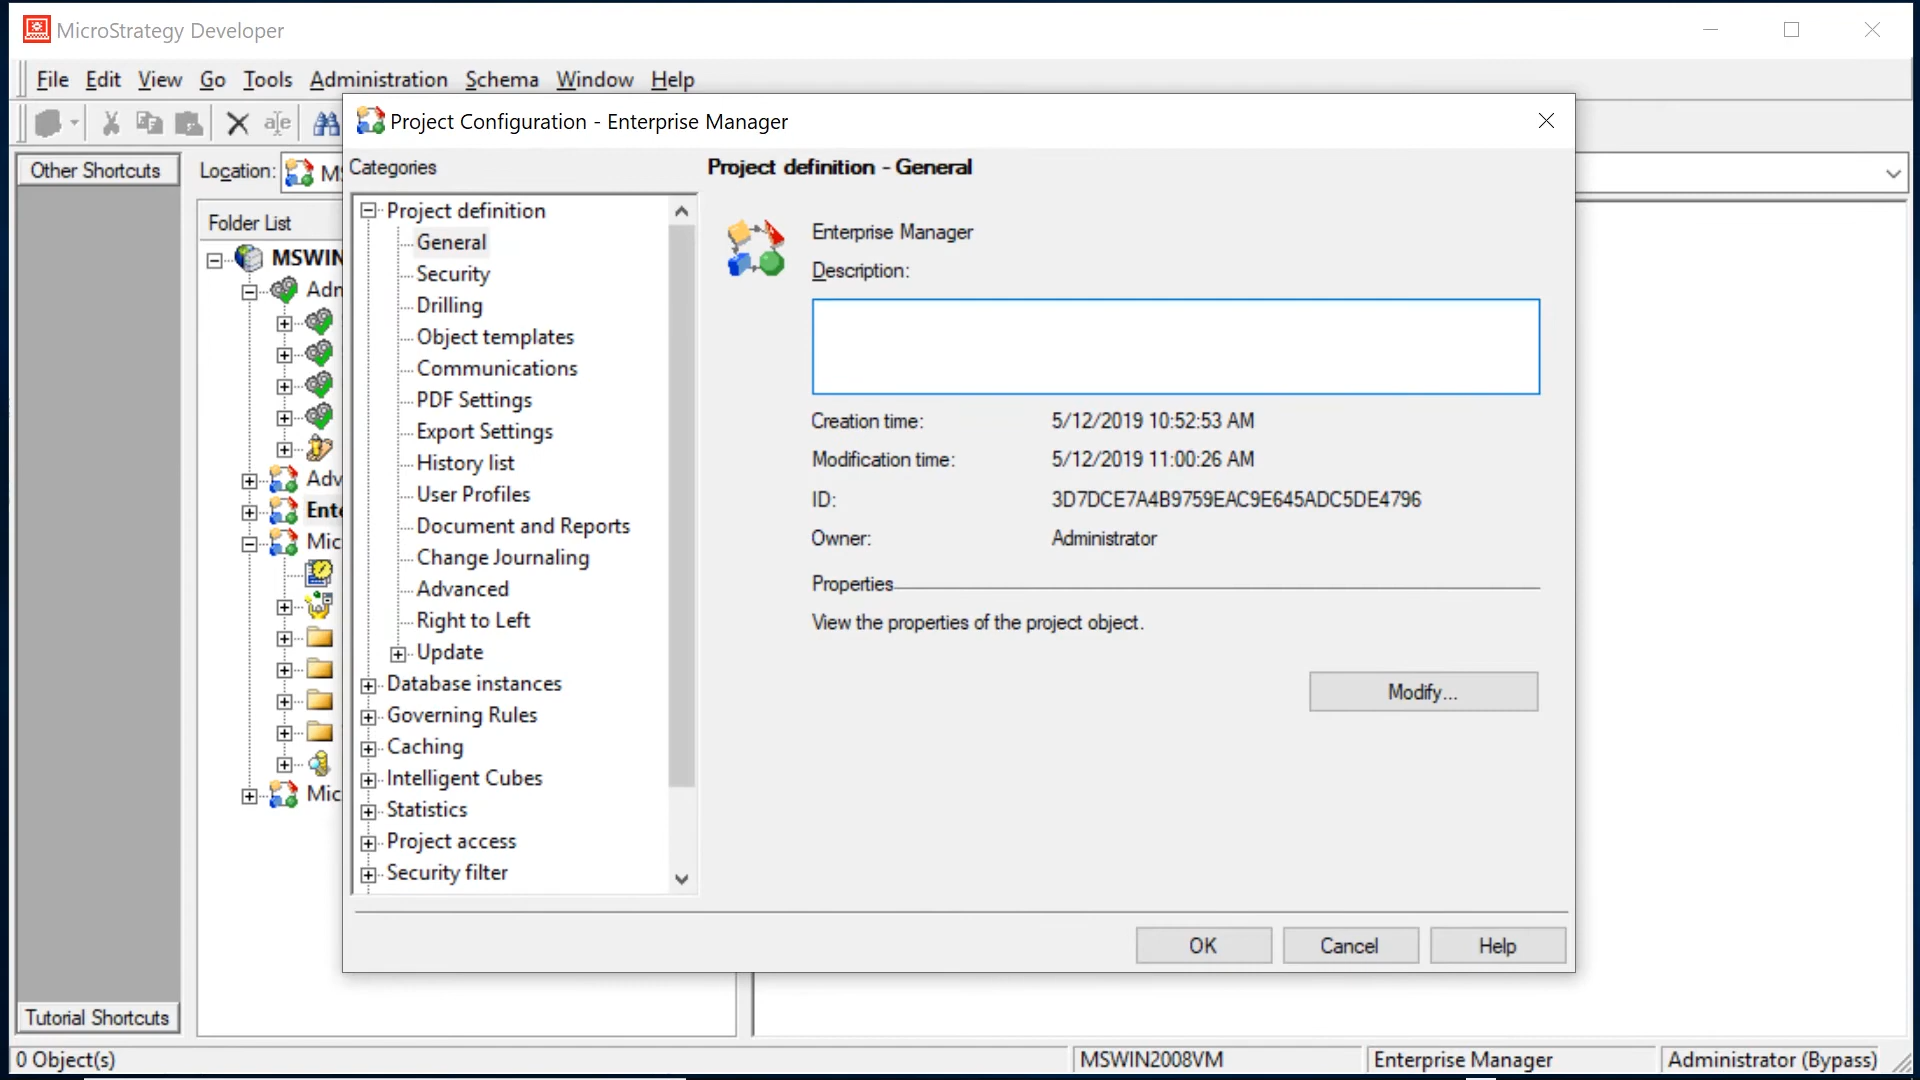 MicroStrategy Developer
File Edit View Go Tools Administration Schema Window Help
Project Configuration - Enterprise Manager
Other Shortcuts
Location:
Categories
Project definition - General
Folder List
MSWIN
Adm
Adv
Ente
Mic
Mic
Project definition
General
Security
Drilling
Object templates
Communications
PDF Settings
Export Settings
History list
User Profiles
Document and Reports
Change Journaling
Advanced
Right to Left
Update
Database instances
Governing Rules
Caching
Intelligent Cubes
Statistics
Project access
Security filter
Enterprise Manager
Description:
Creation time: 5/12/2019 10:52:53 AM
Modification time: 5/12/2019 11:00:26 AM
ID: 3D7DCE7A4B9759EAC9E645ADC5DE4796
Owner: Administrator
Properties
View the properties of the project object.
Modify...
OK Cancel Help
Tutorial Shortcuts
0 Object(s) MSWIN2008VM Enterprise Manager Administrator (Bypass)